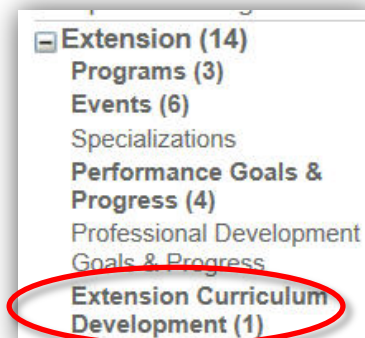 Extension (14)
Programs (3)
Events (6)
Specializations
Performance Goals &
Progress (4)
Professional Development
Goals & Progress
Extension Curriculum
Development (1)